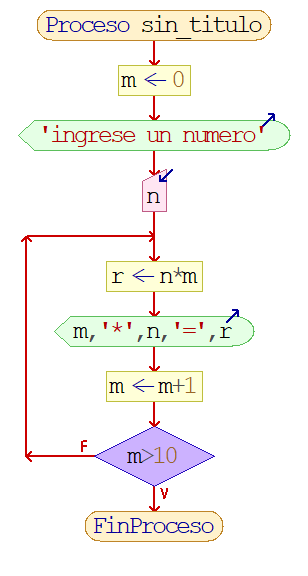 Proceso sin_titulo
m ← 0
'ingrese un numero'
n
r ← n*m
m,'*',n,'=',r
m ← m+1
F
m>10
V
FinProceso